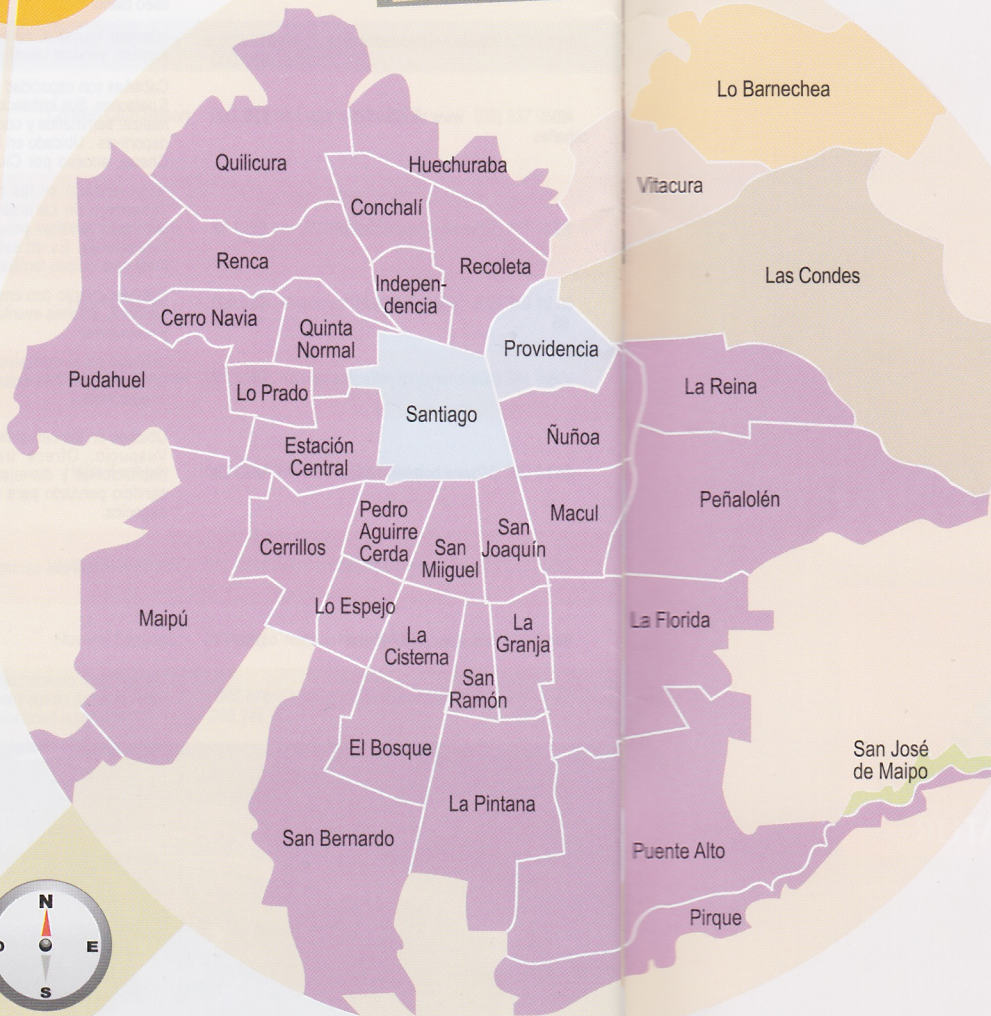 Lo Barnechea
Quilicura
Huechuraba
Vitacura
Conchalí
Renca
Recoleta
Las Condes
Indepen-
dencia
Cerro Navia
Quinta
Normal
Providencia
Pudahuel
Lo Prado
La Reina
Santiago
Ñuñoa
Estación
Central
Peñalolén
Pedro
Aguirre
Cerda
Macul
San
Joaquín
Cerrillos
San
Miiguel
Lo Espejo
Maipú
La Florida
La
Granja
La
Cisterna
San
Ramón
El Bosque
San José
de Maipo
La Pintana
San Bernardo
Puente Alto
Pirque
N
O
E
S